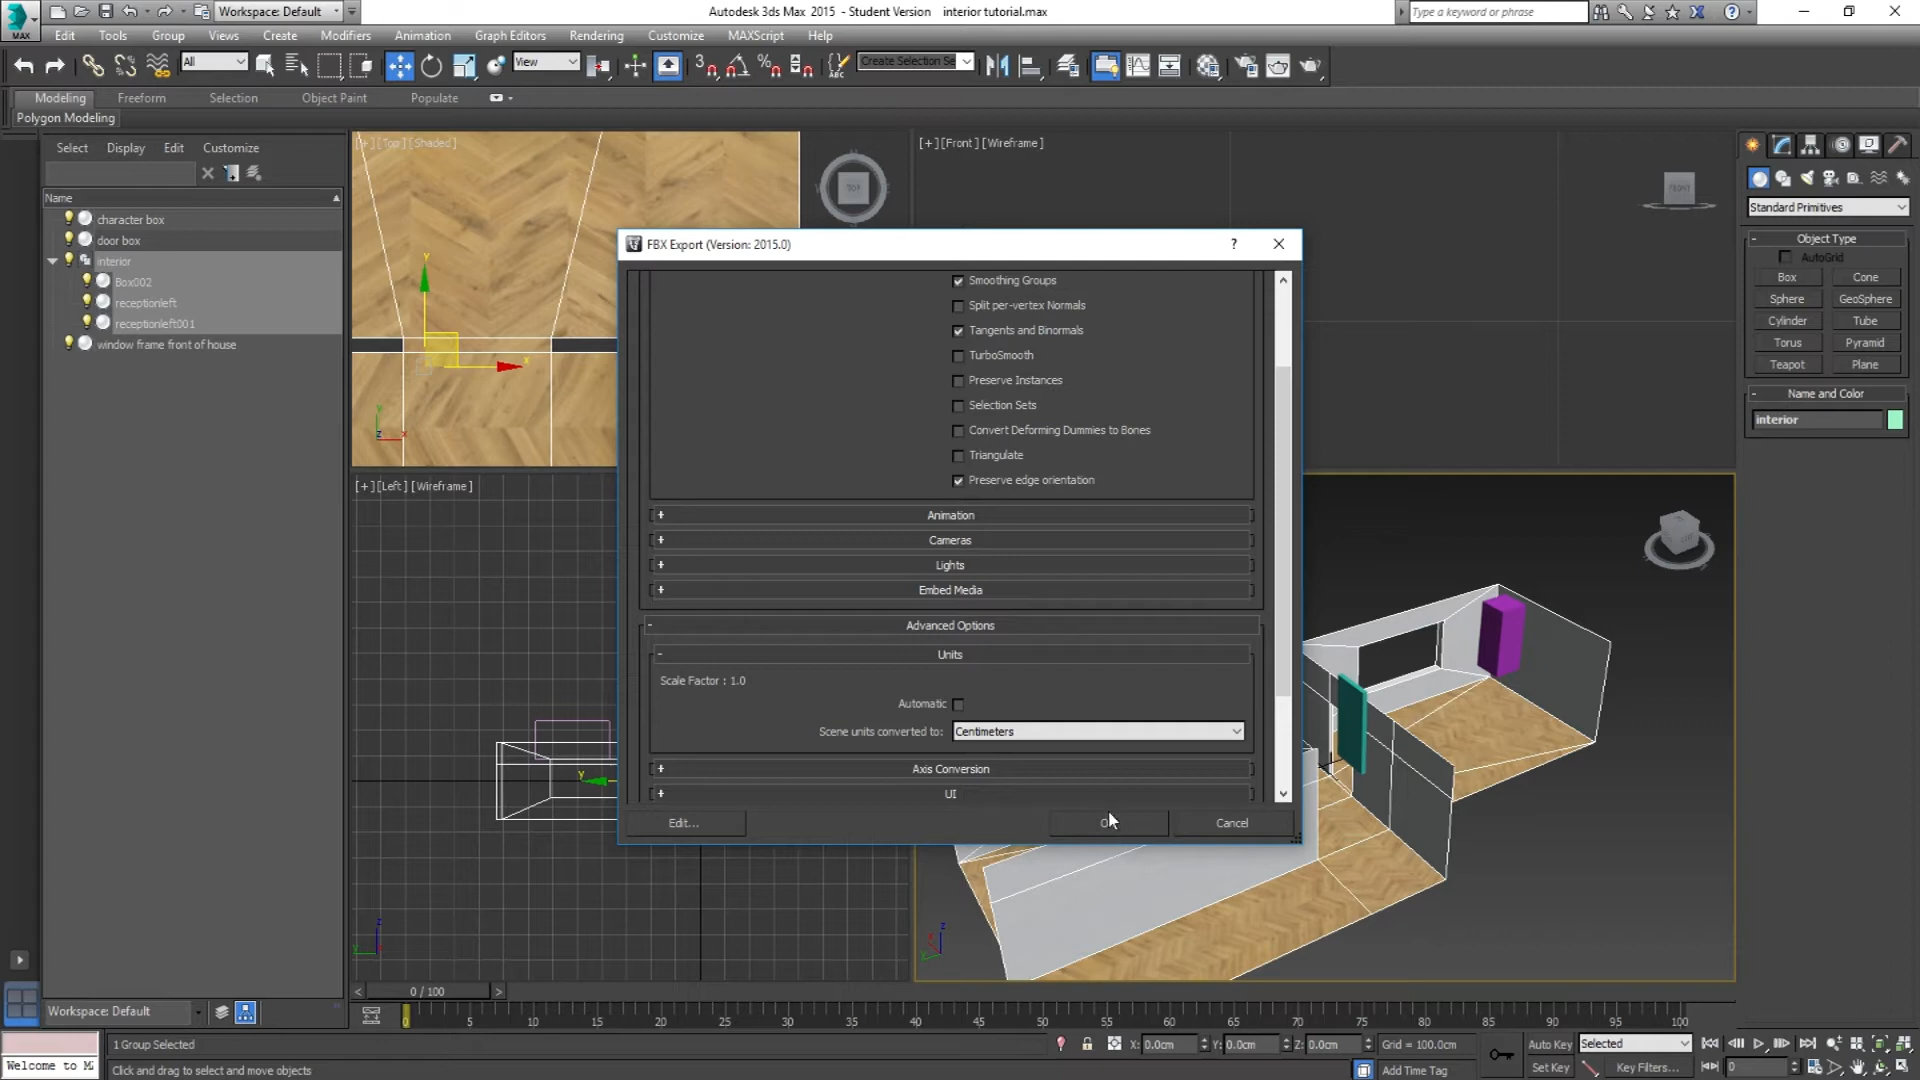 Workspace: Default
Autodesk 3ds Max 2015 - Student Version   interior tutorial.max
Type a keyword or phrase
MAX
Edit Tools Group Views Create Modifiers Animation Graph Editors Rendering Customize MAXScript Help
All
View
3
Create Selection Se
Modeling Freeform Selection Object Paint Populate
Polygon Modeling
Select Display Edit Customize
Name
character box
door box
interior
Box002
receptionleft
receptionleft001
window frame front of house
[+][Top][Shaded]
TOP
[+][Front][Wireframe]
FRONT
[+][Left][Wireframe]
FBX Export (Version: 2015.0)
?
Smoothing Groups
Split per-vertex Normals
Tangents and Binormals
TurboSmooth
Preserve Instances
Selection Sets
Convert Deforming Dummies to Bones
Triangulate
Preserve edge orientation
+ Animation
+ Cameras
+ Lights
+ Embed Media
- Advanced Options
- Units
Scale Factor : 1.0
Automatic
Scene units converted to: Centimeters
+ Axis Conversion
+ UI
Edit...
Cancel
Standard Primitives
- Object Type
AutoGrid
Box Cone
Sphere GeoSphere
Cylinder Tube
Torus Pyramid
Teapot Plane
- Name and Color
interior
Workspace: Default
< 0 / 100 >
0 5 10 15 20 25 30 35 40 45 50 55 60 65 70 75 80 85 90 95 100
1 Group Selected
X: 0.0cm Y: 0.0cm Z: 0.0cm Grid = 100.0cm
Auto Key Selected
Welcome to M
Click and drag to select and move objects
Add Time Tag
Set Key Key Filters...
0